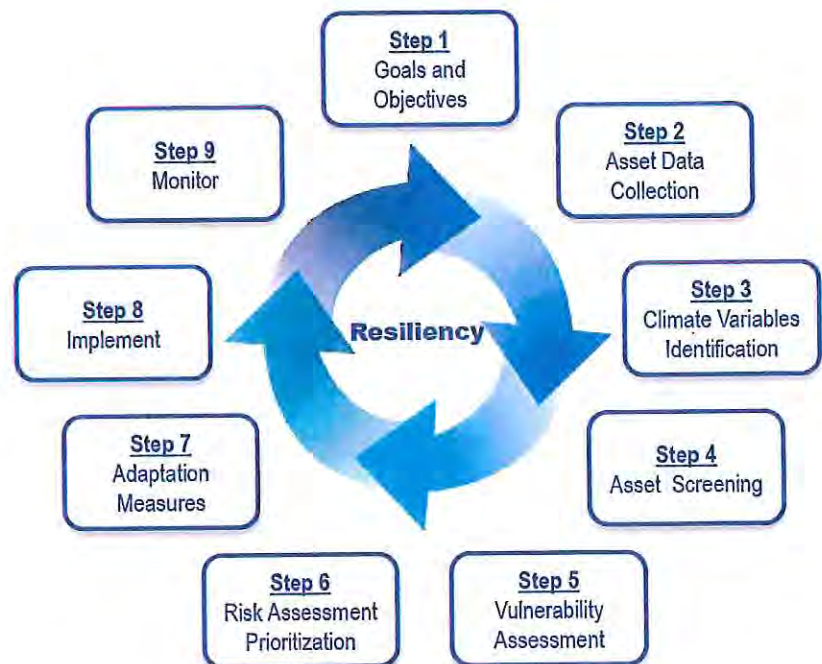 Step 1
Goals and
Objectives
Step 2
Asset Data
Collection
Step 3
Climate Variables
Identification
Step 4
Asset Screening
Step 5
Vulnerability
Assessment
Step 6
Risk Assessment
Prioritization
Step 7
Adaptation
Measures
Step 8
Implement
Step 9
Monitor
Resiliency